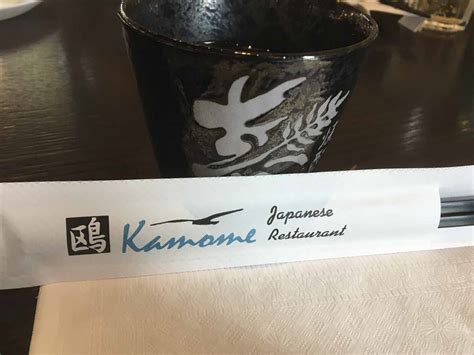 鴎 Kamome Japanese
Restaurant